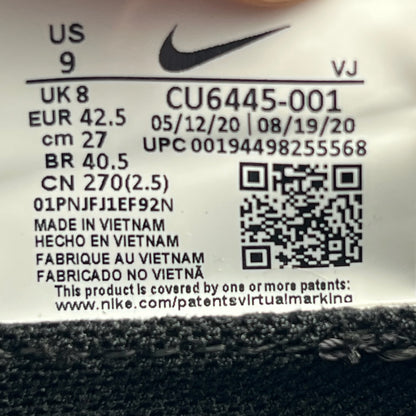 US
9
VJ
UK 8
EUR 42.5
cm 27
BR 40.5
CN 270(2.5)
01PNJFJ1EF92N
CU6445-001
05/12/20 | 08/19/20
UPC 00194498255568
MADE IN VIETNAM
HECHO EN VIETNAM
FABRIQUE AU VIETNAM
FABRICADO NO VIETNÃ
This product is covered by one or more patents:
www.nike.com/patentsvirtualmarking